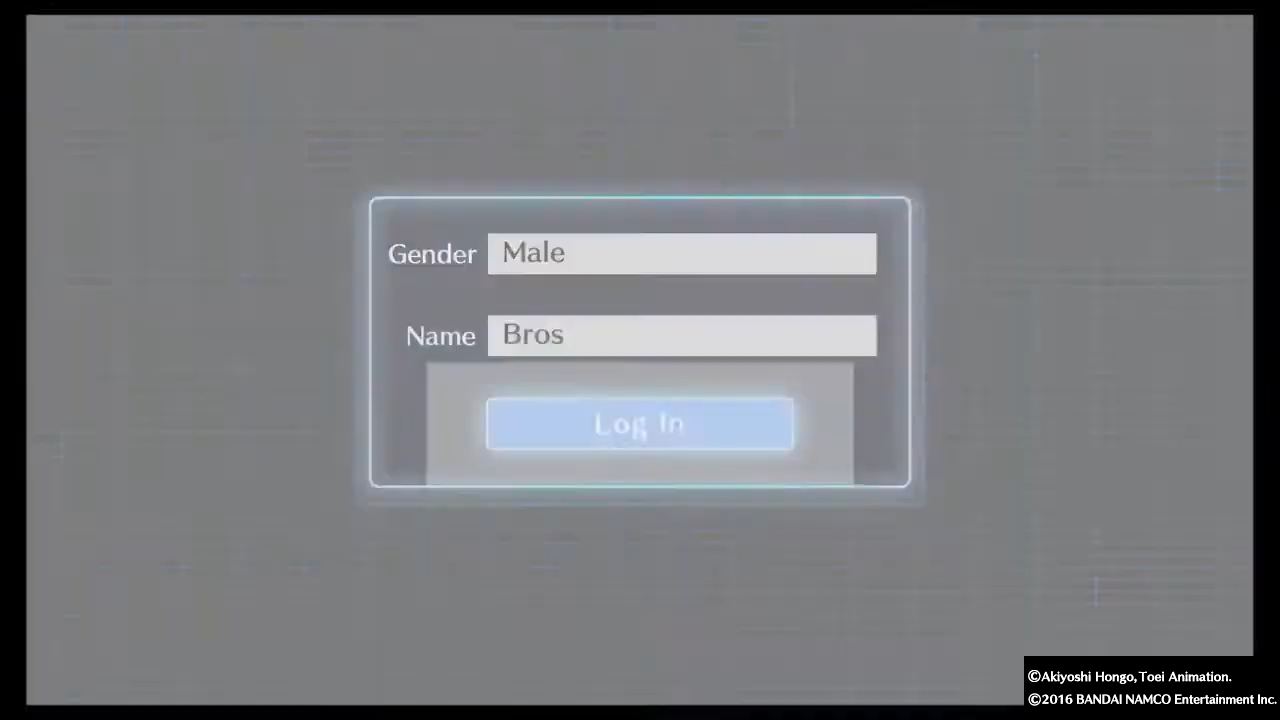 Gender Male
Name Bros
Log In
©Akiyoshi Hongo, Toei Animation.
©2016 BANDAI NAMCO Entertainment Inc.